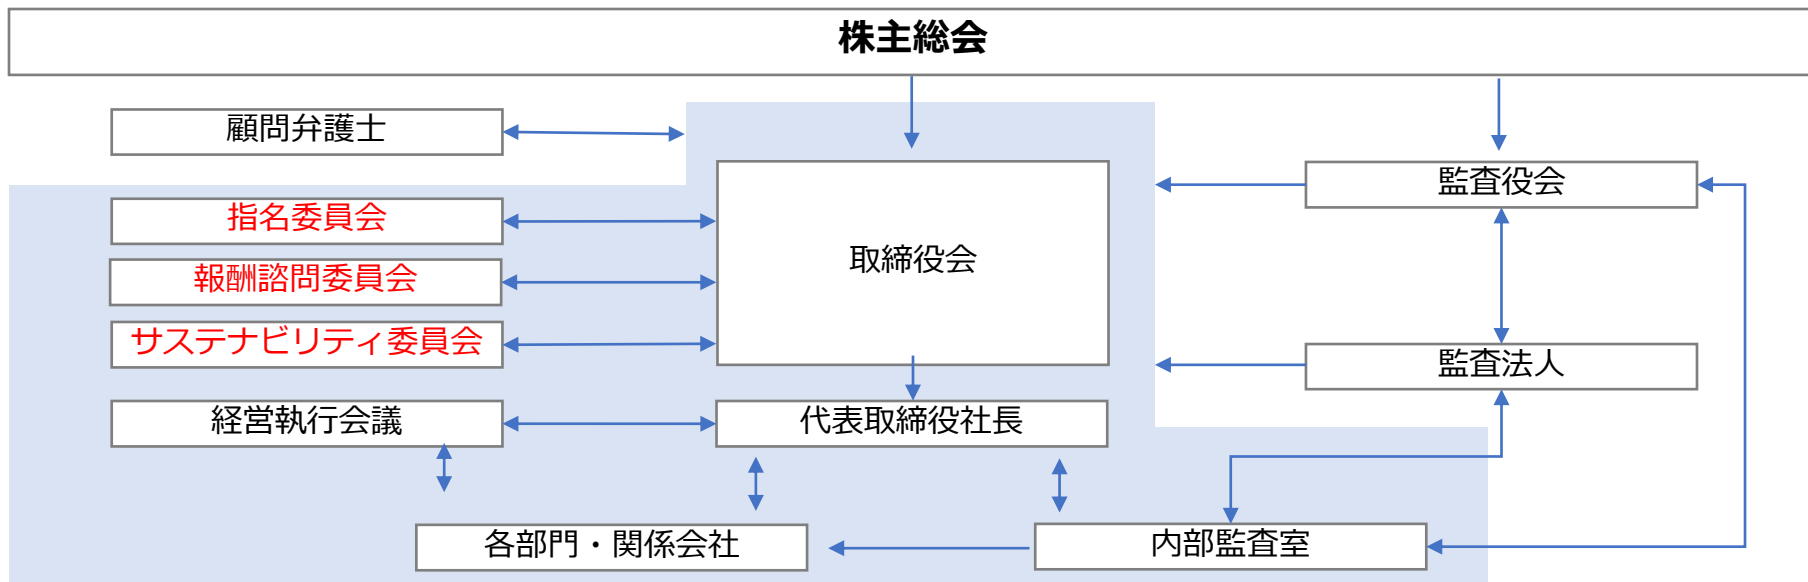 株主総会
顧問弁護士
監査役会
指名委員会
取締役会
報酬諮問委員会
サステナビリティ委員会
監査法人
経営執行会議
代表取締役社長
各部門・関係会社
内部監査室